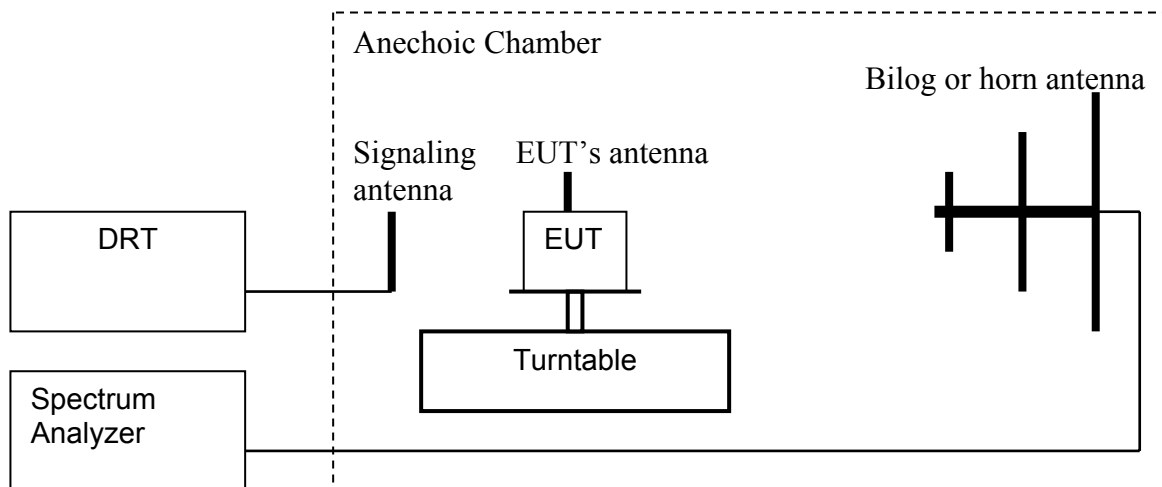 Anechoic Chamber
Bilog or horn antenna
Signaling
antenna
EUT’s antenna
DRT
EUT
Turntable
Spectrum
Analyzer